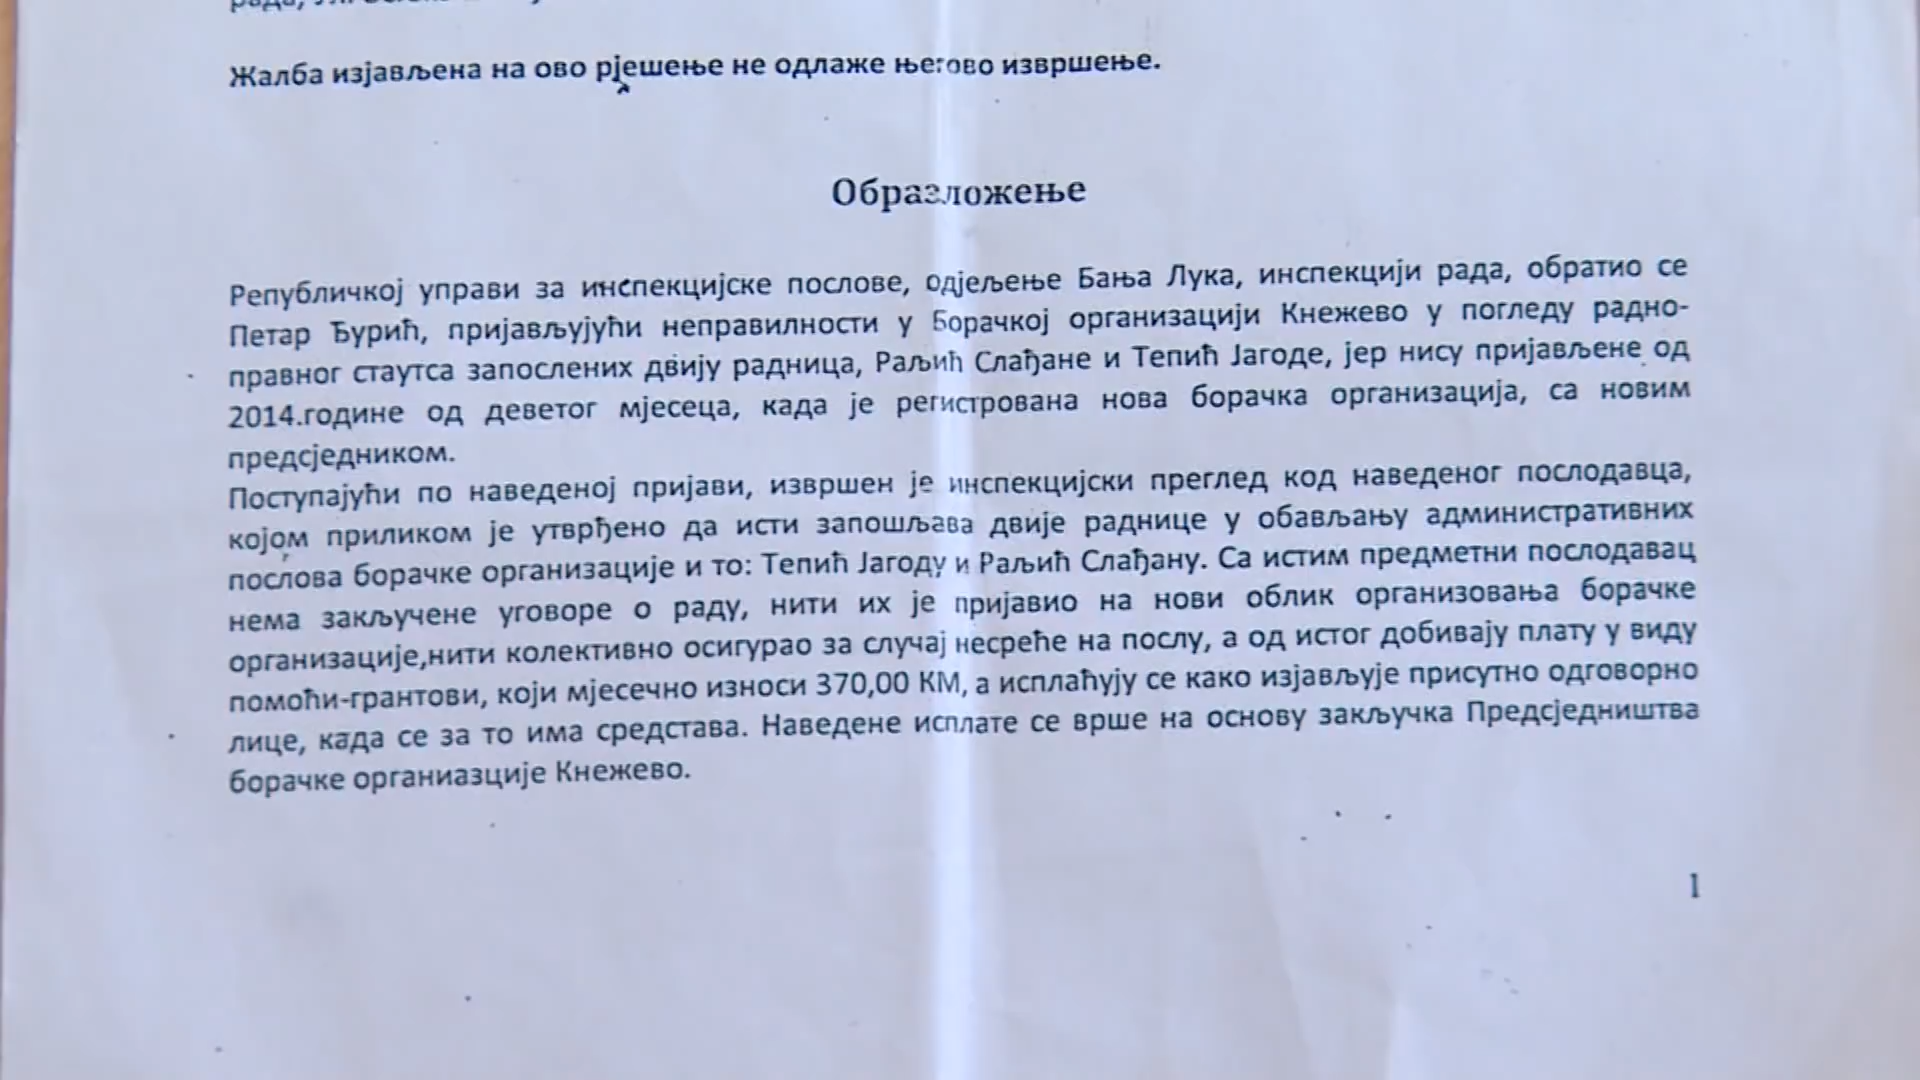 Жалба изјављена на ово рјешење не одлаже његово извршење.
Образложење
Републичкој управи за инспекцијске послове, одјељење Бања Лука, инспекцији рада, обратио се
Петар Ђурић, пријављујући неправилности у Борачкој организацији Кнежево у погледу радно-
правног стаутса запослених двију радница, Раљић Слађане и Тепић Јагоде, јер нису пријављене од
2014.године од деветог мјесеца, када је регистрована нова борачка организација, са новим
предсједником.
Поступајући по наведеној пријави, извршен је инспекцијски преглед код наведеног послодавца,
којом приликом је утврђено да исти запошљава двије раднице у обављању административних
послова борачке организације и то: Тепић Јагоду и Раљић Слађану. Са истим предметни послодавац
нема закључене уговоре о раду, нити их је пријавио на нови облик организовања борачке
организације,нити колективно осигурао за случај несреће на послу, а од истог добивају плату у виду
помоћи-грантови, који мјесечно износи 370,00 КМ, а исплаћују се како изјављује присутно одговорно
лице, када се за то има средстава. Наведене исплате се врше на основу закључка Предсједништва
борачке органиазције Кнежево.
1